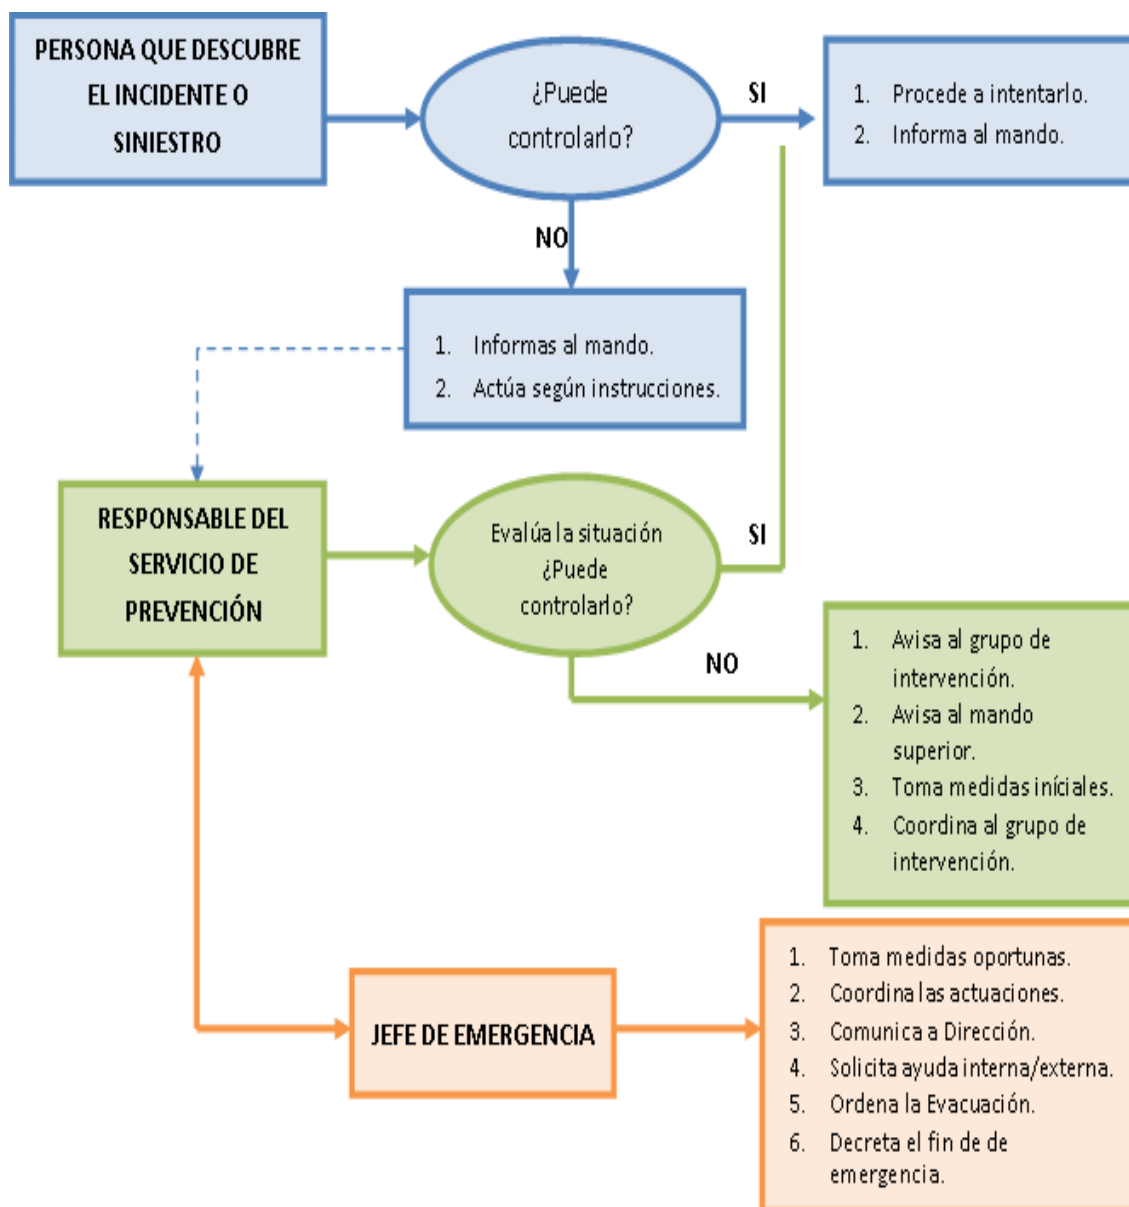 PERSONA QUE DESCUBRE
EL INCIDENTE O
SINIESTRO
¿Puede
controlarlo?
SI
1. Procede a intentarlo.
2. Informa al mando.
NO
1. Informas al mando.
2. Actúa según instrucciones.
RESPONSABLE DEL
SERVICIO DE
PREVENCIÓN
Evalúa la situación
¿Puede
controlarlo?
SI
NO
1. Avisa al grupo de
intervención.
2. Avisa al mando
superior.
3. Toma medidas iníciales.
4. Coordina al grupo de
intervención.
JEFE DE EMERGENCIA
1. Toma medidas oportunas.
2. Coordina las actuaciones.
3. Comunica a Dirección.
4. Solicita ayuda interna/externa.
5. Ordena la Evacuación.
6. Decreta el fin de de
emergencia.